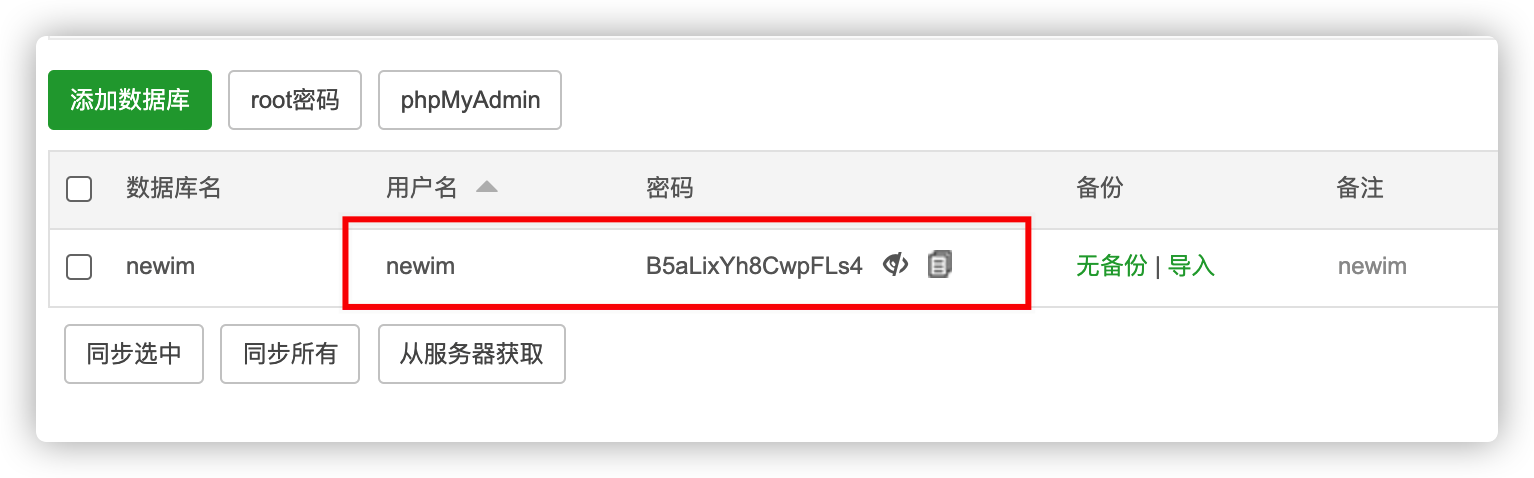 添加数据库 root密码 phpMyAdmin
数据库名 用户名 密码 备份 备注
newim newim B5aLixYh8CwpFLs4 无备份 | 导入 newim
同步选中 同步所有 从服务器获取